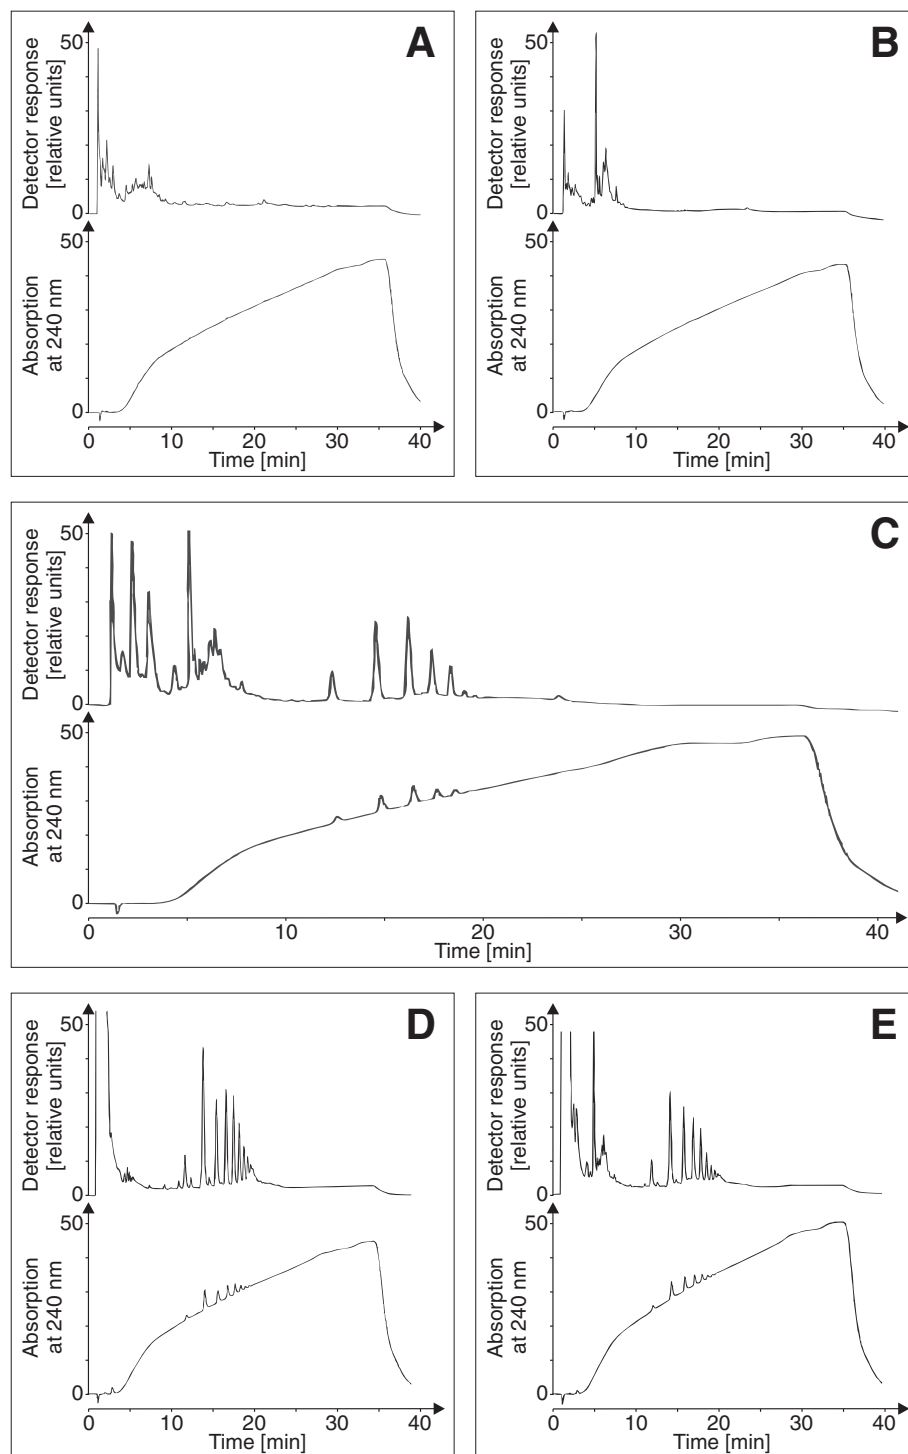 A
50
0
Detector response
[relative units]
50
0
Absorption
at 240 nm
0 10 20 30 40
Time [min]
B
50
0
Detector response
[relative units]
50
0
Absorption
at 240 nm
0 10 20 30 40
Time [min]
C
50
0
Detector response
[relative units]
50
0
Absorption
at 240 nm
0 10 20 30 40
Time [min]
D
50
0
Detector response
[relative units]
50
0
Absorption
at 240 nm
0 10 20 30 40
Time [min]
E
50
0
Detector response
[relative units]
50
0
Absorption
at 240 nm
0 10 20 30 40
Time [min]